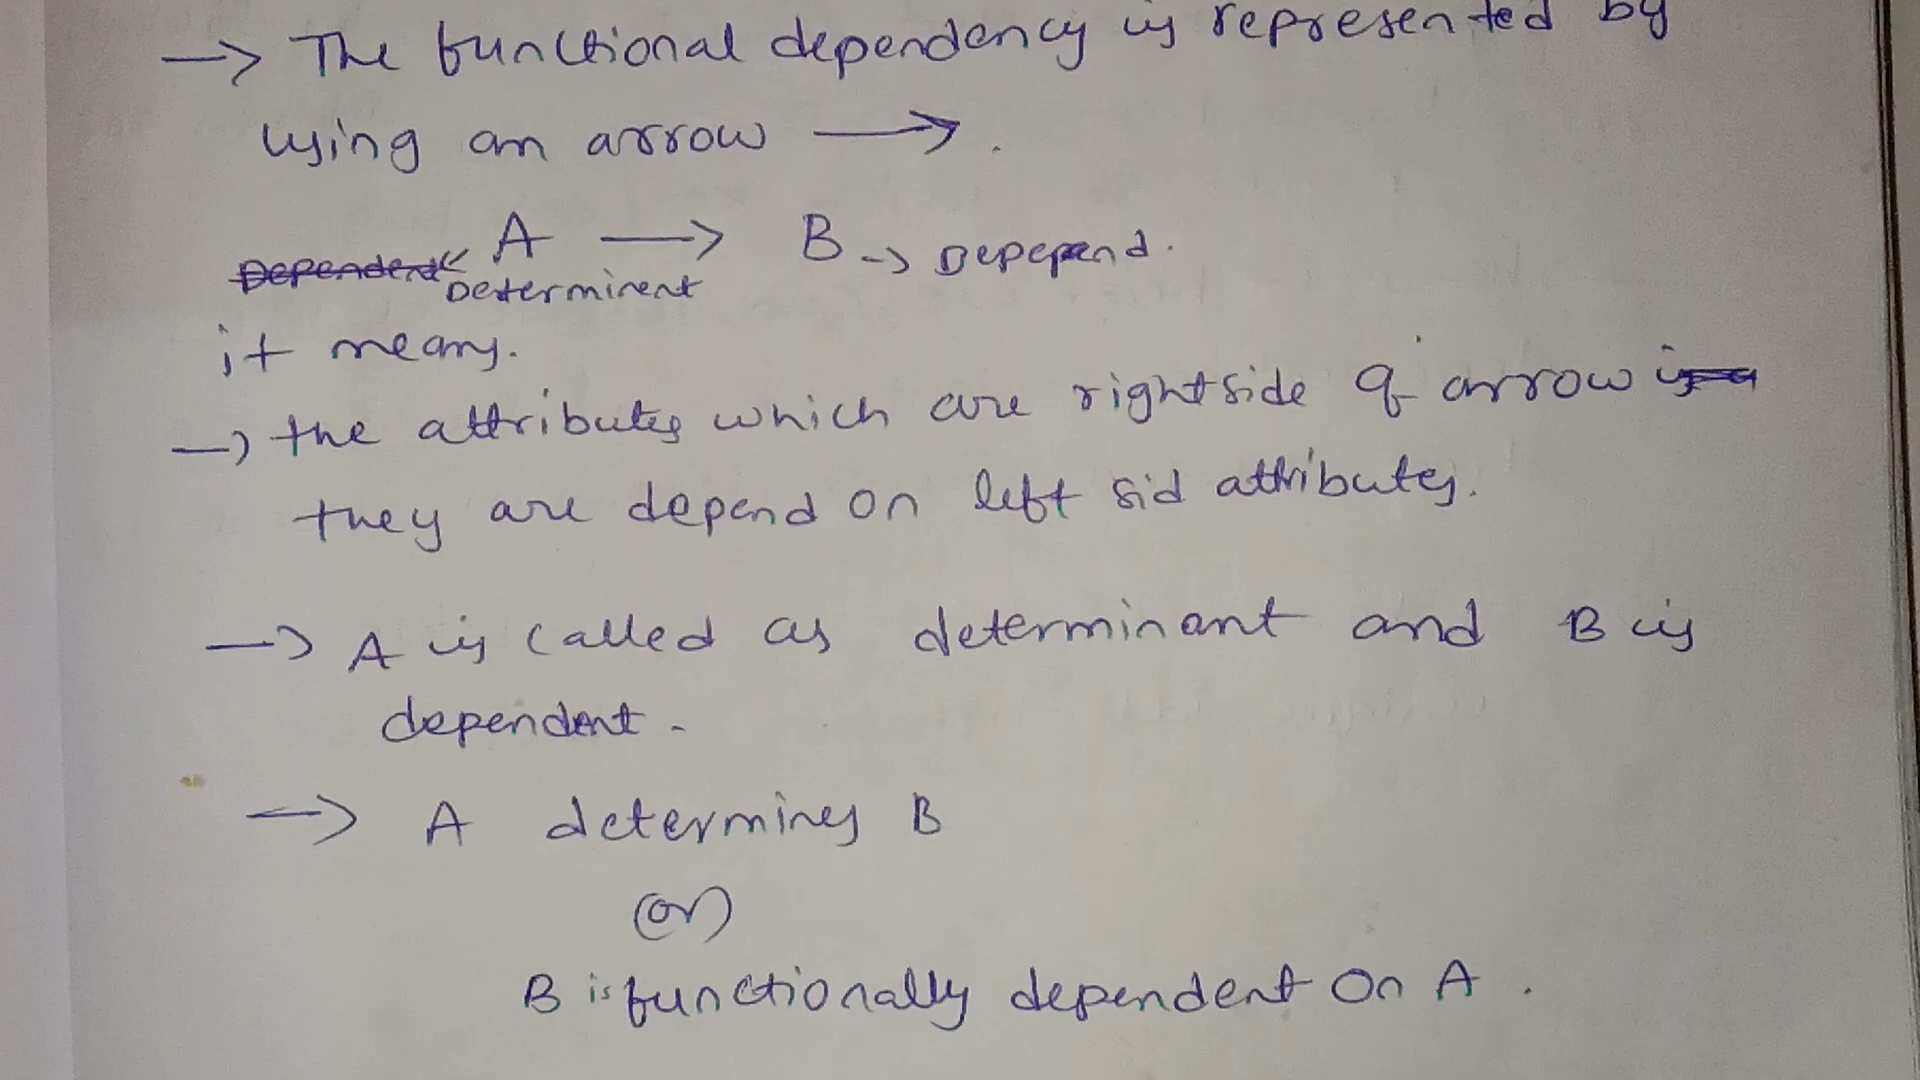 → The functional dependency is represented by
using an arrow →.
A → B → Depepend.
Dependent Determinent
it means.
→ the attributes which are rightside of arrow is
they are depend on left sid attributes.
→ A is called as determinant and B is
dependent.
→ A determines B
(or)
B is functionally dependent on A.